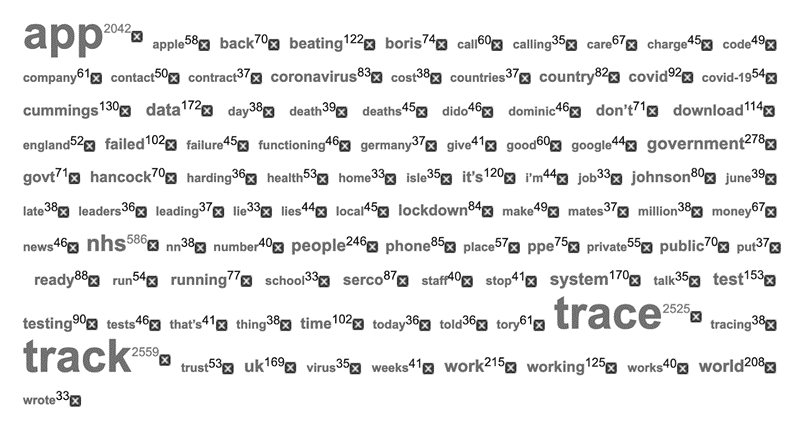 app2042 apple58 back70 beating122 boris74 call60 calling35 care67 charge45 code49
company61 contact50 contract37 coronavirus83 cost38 countries37 country82 covid92 covid-1954
cummings130 data172 day38 death39 deaths45 dido46 dominic46 don't71 download114
england52 failed102 failure45 functioning46 germany37 give41 good60 google44 government278
govt71 hancock70 harding36 health53 home33 isle35 it's120 i'm44 job33 johnson80 june39
late38 leaders36 leading37 lie33 lies44 local45 lockdown84 make49 mates37 million38 money67
news46 nhs586 nn38 number40 people246 phone85 place57 ppe75 private55 public70 put37
ready88 run54 running77 school33 serco87 staff40 stop41 system170 talk35 test153
testing90 tests46 that's41 thing38 time102 today36 told36 tory61 trace2525 tracing38
track2559 trust53 uk169 virus35 weeks41 work215 working125 works40 world208
wrote33